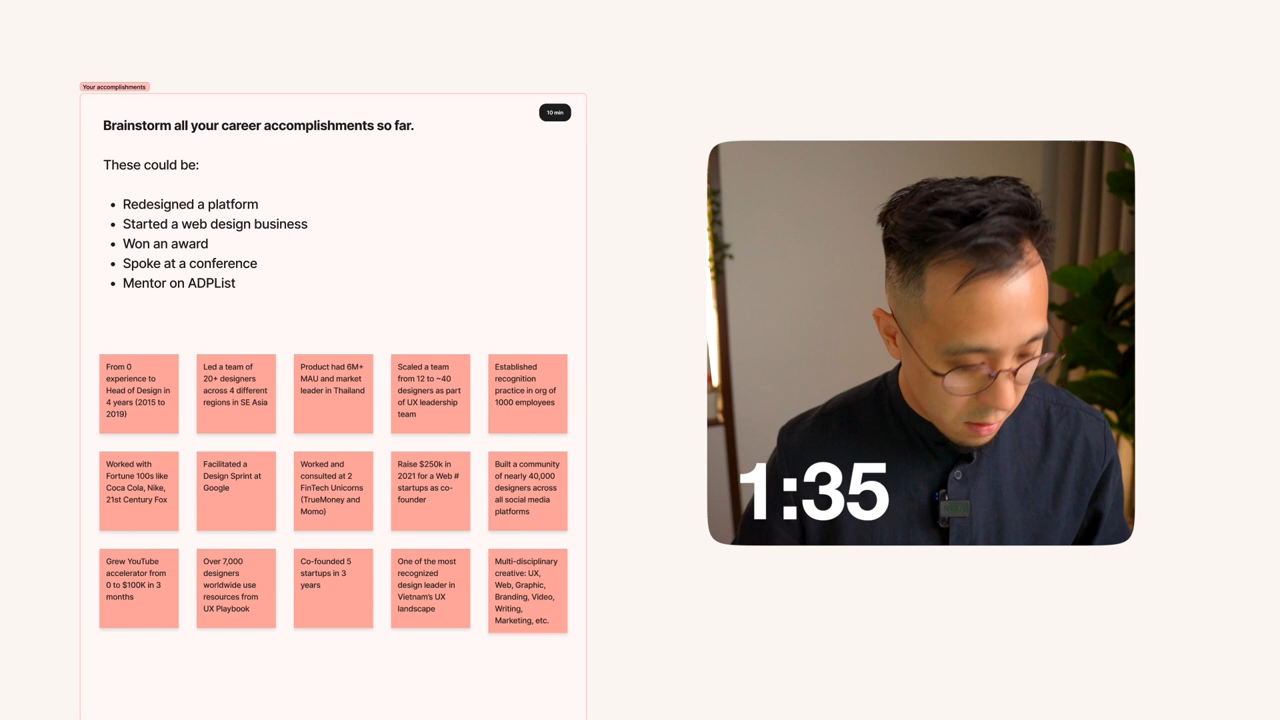 Your accomplishments
10 min
Brainstorm all your career accomplishments so far.
These could be:
• Redesigned a platform
• Started a web design business
• Won an award
• Spoke at a conference
• Mentor on ADPList
From 0
experience to
Head of Design in
4 years (2015 to
2019)
Led a team of
20+ designers
across 4 different
regions in SE Asia
Product had 6M+
MAU and market
leader in Thailand
Scaled a team
from 12 to ~40
designers as part
of UX leadership
team
Established
recognition
practice in org of
1000 employees
Worked with
Fortune 100s like
Coca Cola, Nike,
21st Century Fox
Facilitated a
Design Sprint at
Google
Worked and
consulted at 2
FinTech Unicorns
(TrueMoney and
Momo)
Raise $250k in
2021 for a Web #
startups as co-
founder
Built a community
of nearly 40,000
designers across
all social media
platforms
Grew YouTube
accelerator from
0 to $100K in 3
months
Over 7,000
designers
worldwide use
resources from
UX Playbook
Co-founded 5
startups in 3
years
One of the most
recognized
design leader in
Vietnam's UX
landscape
Multi-disciplinary
creative: UX,
Web, Graphic,
Branding, Video,
Writing,
Marketing, etc.
1:35